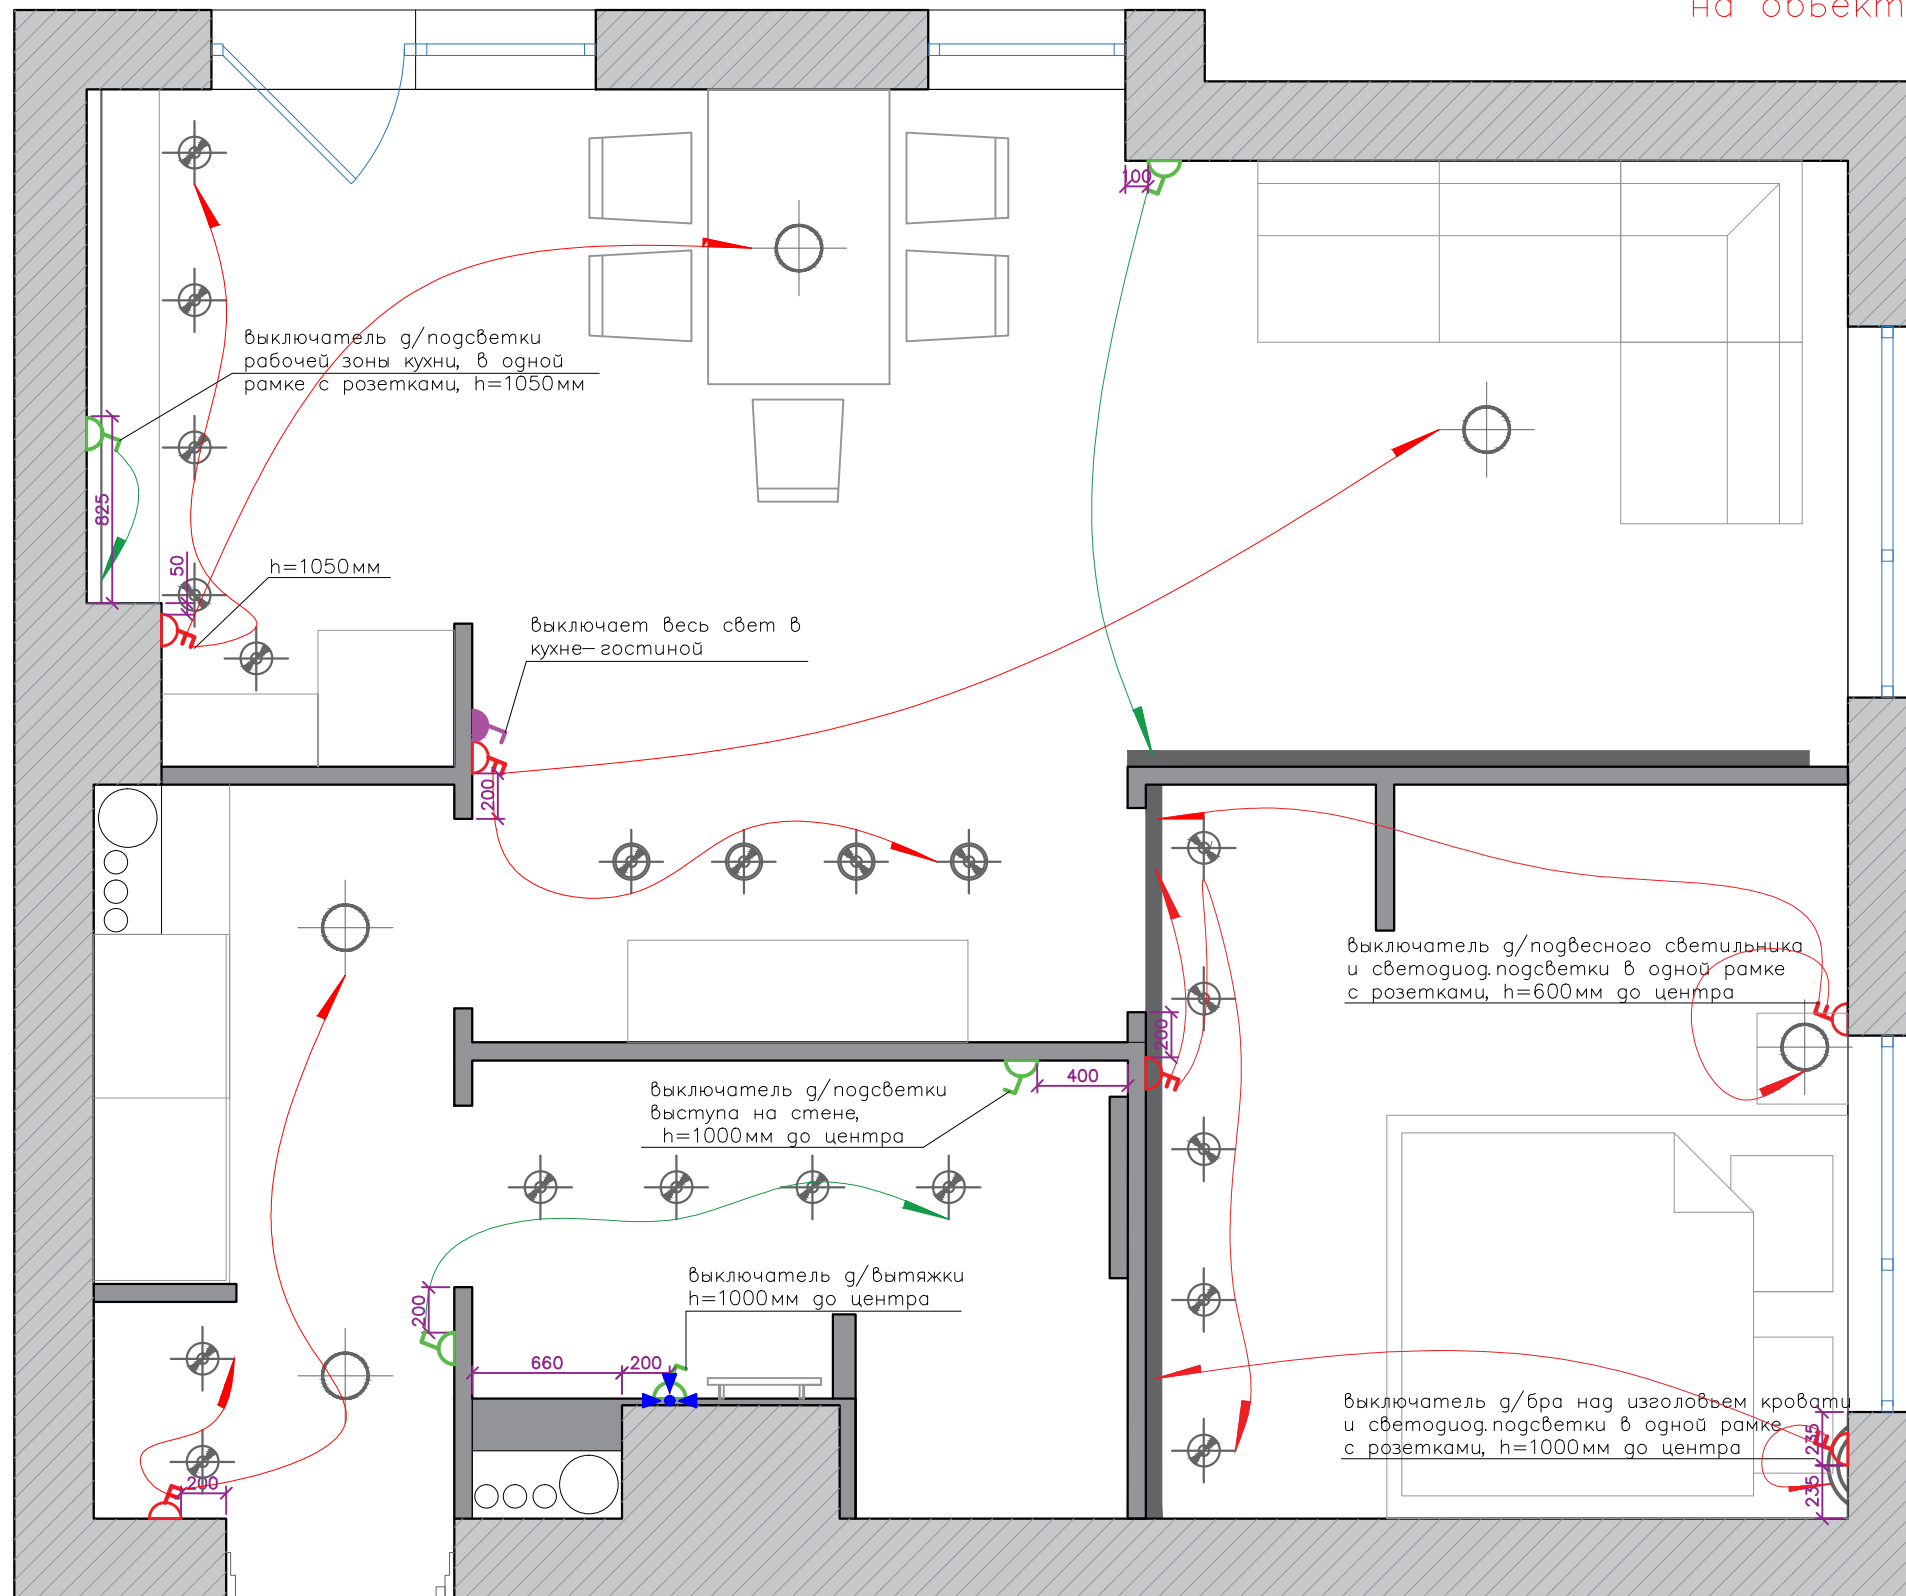 на объект
100
выключатель д/подсветки
рабочей зоны кухни, в одной
рамке с розетками, h=1050мм
825
50
h=1050мм
выключает весь свет в
кухне-гостиной
200
выключатель д/подвесного светильника
и светодиод.подсветки в одной рамке
с розетками, h=600мм до центра
200
400
выключатель д/подсветки
выступа на стене,
h=1000мм до центра
выключатель д/вытяжки
h=1000мм до центра
200
660
200
выключатель д/бра над изголовьем кровати
и светодиод.подсветки в одной рамке
с розетками, h=1000мм до центра
235
235
200